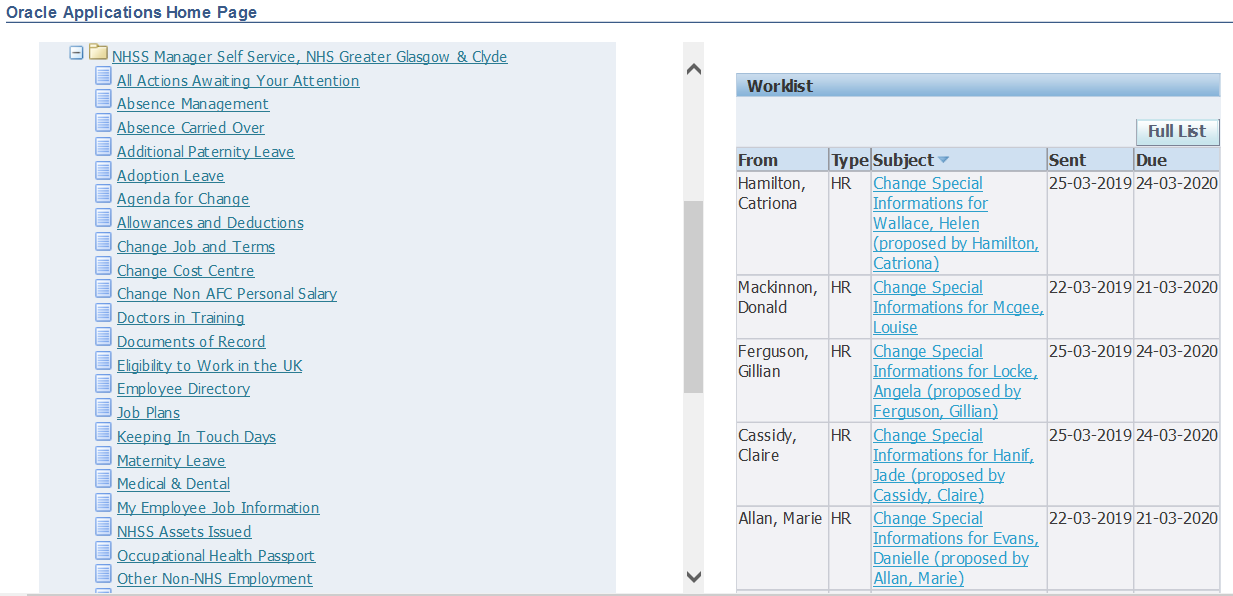 Oracle Applications Home Page
NHSS Manager Self Service, NHS Greater Glasgow & Clyde
All Actions Awaiting Your Attention
Absence Management
Absence Carried Over
Additional Paternity Leave
Adoption Leave
Agenda for Change
Allowances and Deductions
Change Job and Terms
Change Cost Centre
Change Non AFC Personal Salary
Doctors in Training
Documents of Record
Eligibility to Work in the UK
Employee Directory
Job Plans
Keeping In Touch Days
Maternity Leave
Medical & Dental
My Employee Job Information
NHSS Assets Issued
Occupational Health Passport
Other Non-NHS Employment
Worklist
Full List
From Type Subject Sent Due
Hamilton, HR Change Special 25-03-2019 24-03-2020
Catriona Informations for
Wallace, Helen
(proposed by Hamilton,
Catriona)
Mackinnon, HR Change Special 22-03-2019 21-03-2020
Donald Informations for Mcgee,
Louise
Ferguson, HR Change Special 25-03-2019 24-03-2020
Gillian Informations for Locke,
Angela (proposed by
Ferguson, Gillian)
Cassidy, HR Change Special 25-03-2019 24-03-2020
Claire Informations for Hanif,
Jade (proposed by
Cassidy, Claire)
Allan, Marie HR Change Special 22-03-2019 21-03-2020
Informations for Evans,
Danielle (proposed by
Allan, Marie)